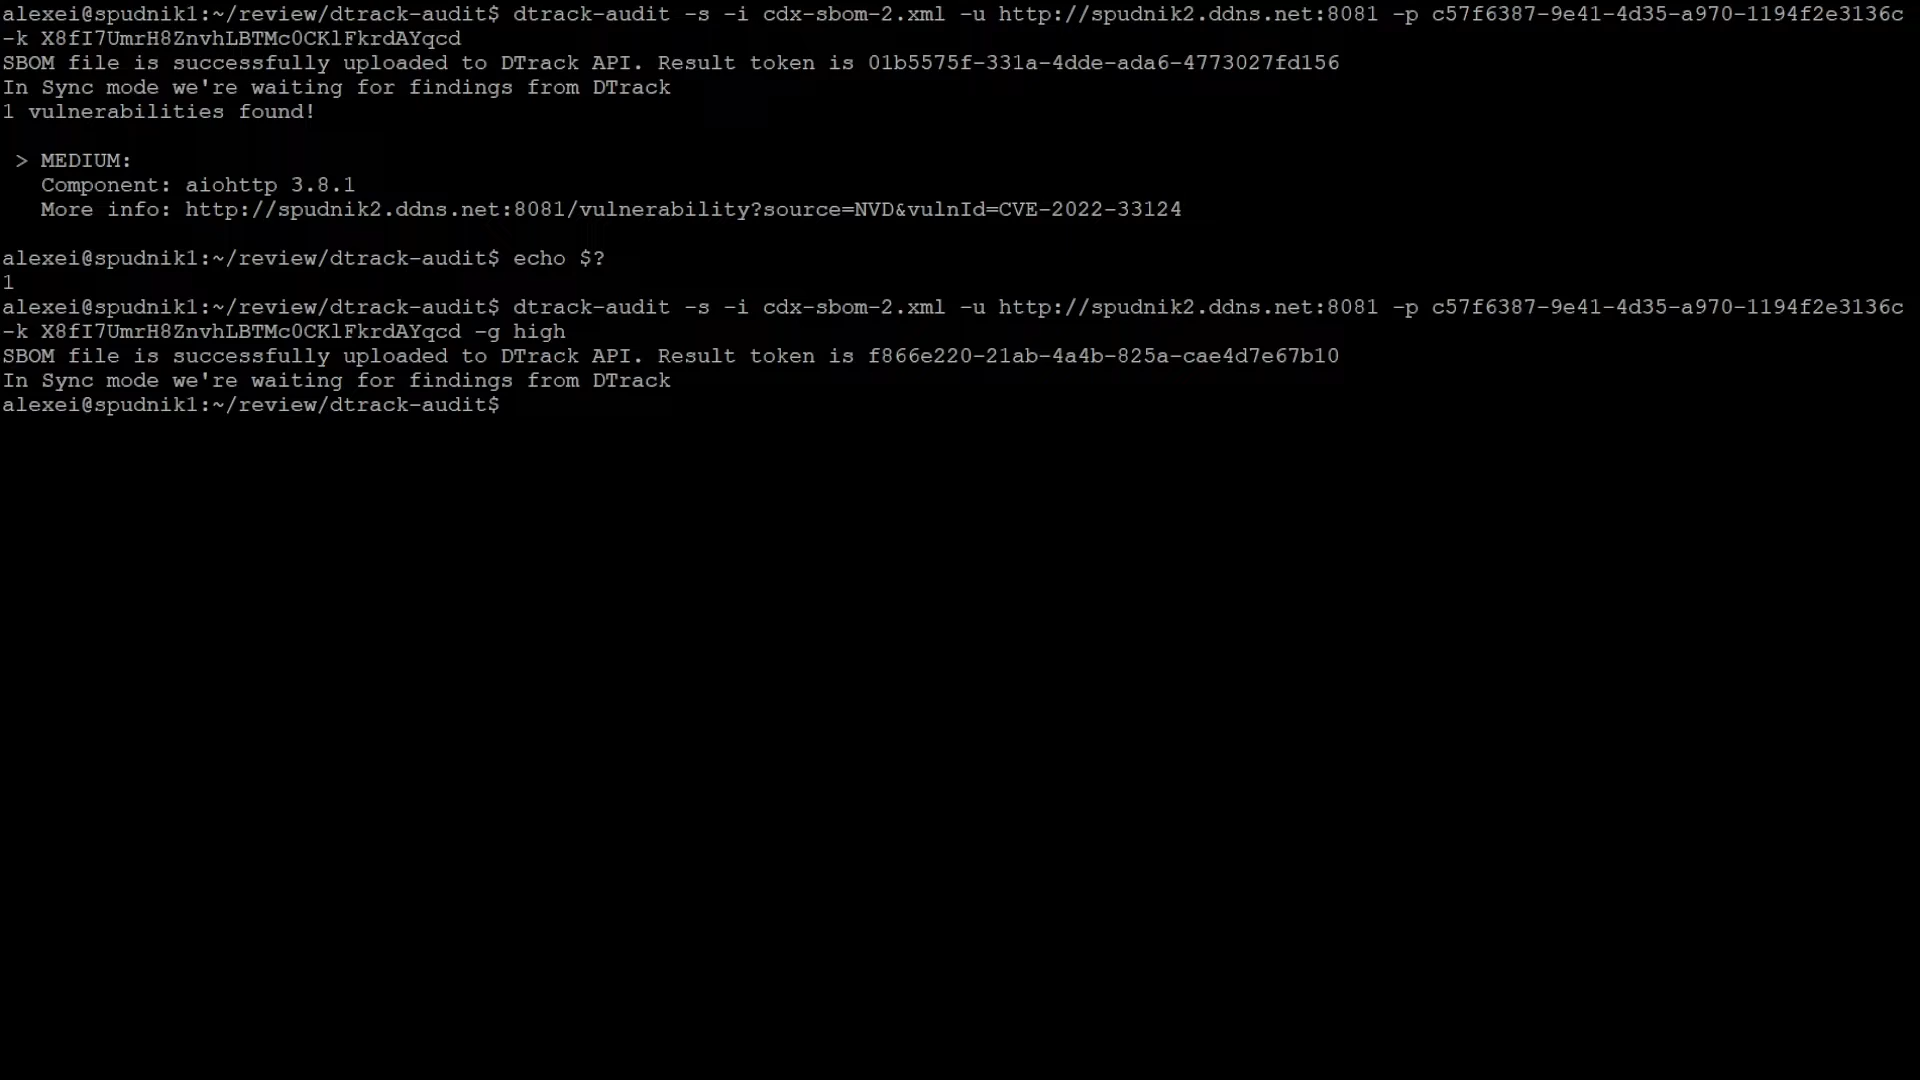 alexei@spudnik1:~/review/dtrack-audit$ dtrack-audit -s -i cdx-sbom-2.xml -u http://spudnik2.ddns.net:8081 -p c57f6387-9e41-4d35-a970-1194f2e3136c
-k X8fI7UmrH8ZnvhLBTMc0CKlFkrdAYqcd
SBOM file is successfully uploaded to DTrack API. Result token is 01b5575f-331a-4dde-ada6-4773027fd156
In Sync mode we're waiting for findings from DTrack
1 vulnerabilities found!
> MEDIUM:
Component: aiohttp 3.8.1
More info: http://spudnik2.ddns.net:8081/vulnerability?source=NVD&vulnId=CVE-2022-33124
alexei@spudnik1:~/review/dtrack-audit$ echo $?
1
alexei@spudnik1:~/review/dtrack-audit$ dtrack-audit -s -i cdx-sbom-2.xml -u http://spudnik2.ddns.net:8081 -p c57f6387-9e41-4d35-a970-1194f2e3136c
-k X8fI7UmrH8ZnvhLBTMc0CKlFkrdAYqcd -g high
SBOM file is successfully uploaded to DTrack API. Result token is f866e220-21ab-4a4b-825a-cae4d7e67b10
In Sync mode we're waiting for findings from DTrack
alexei@spudnik1:~/review/dtrack-audit$